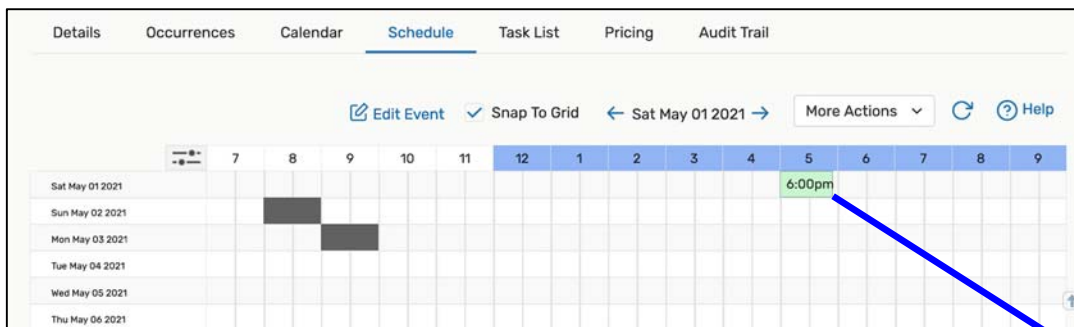 Details Occurrences Calendar Schedule Task List Pricing Audit Trail
Edit Event Snap To Grid Sat May 01 2021 More Actions Help
7 8 9 10 11 12 1 2 3 4 5 6 7 8 9
Sat May 01 2021 6:00pm
Sun May 02 2021
Mon May 03 2021
Tue May 04 2021
Wed May 05 2021
Thu May 06 2021